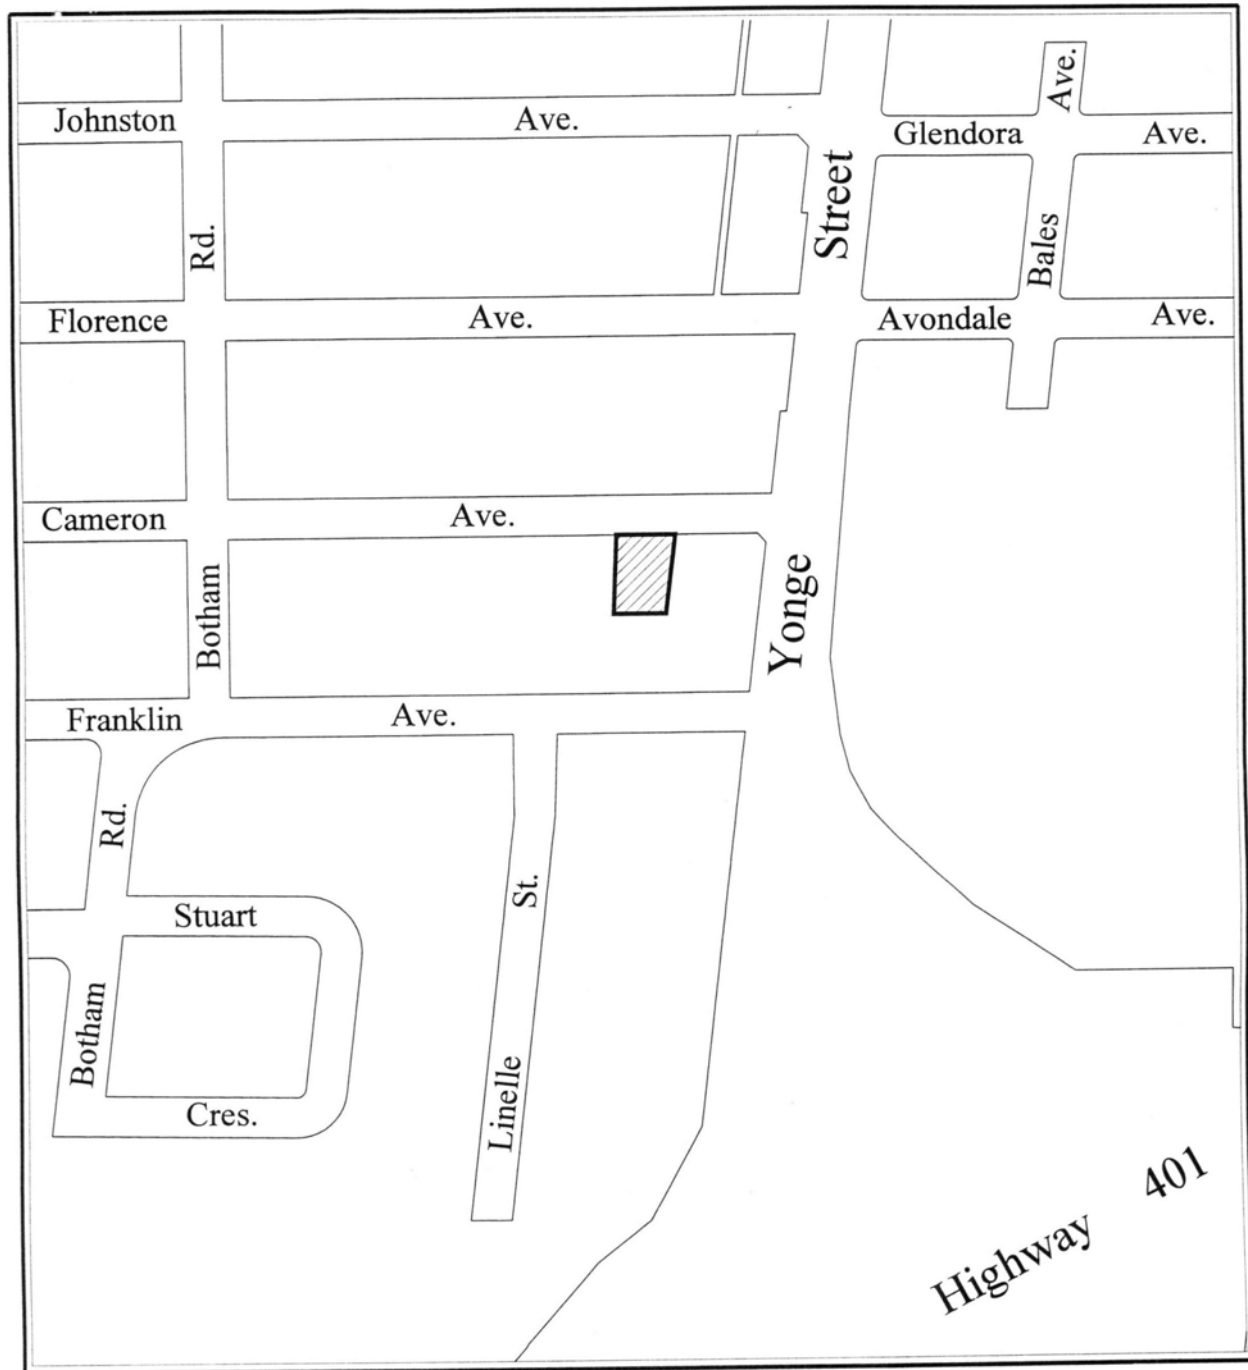 Johnston Ave. Glendora Ave.
Ave.
Rd.
Street
Bales
Florence Ave. Avondale Ave.
Cameron Ave.
Botham
Yonge
Franklin Ave.
Rd.
St.
Stuart
Botham
Linelle
Cres.
Highway 401